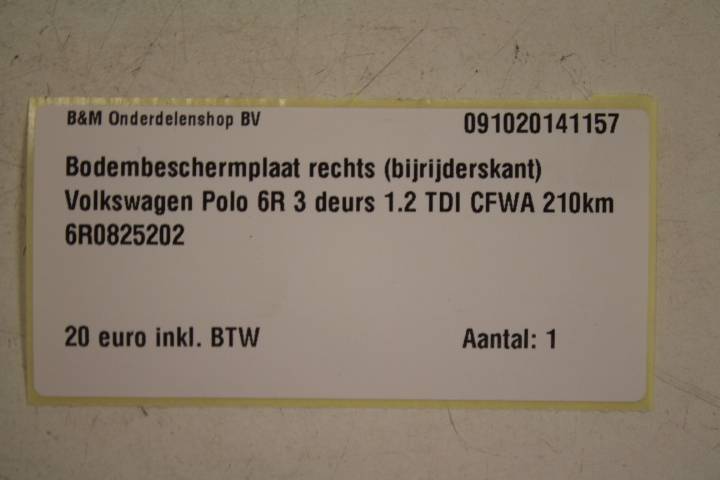 B&M Onderdelenshop BV 091020141157
Bodembeschermplaat rechts (bijrijderskant)
Volkswagen Polo 6R 3 deurs 1.2 TDI CFWA 210km
6R0825202
20 euro inkl. BTW Aantal: 1